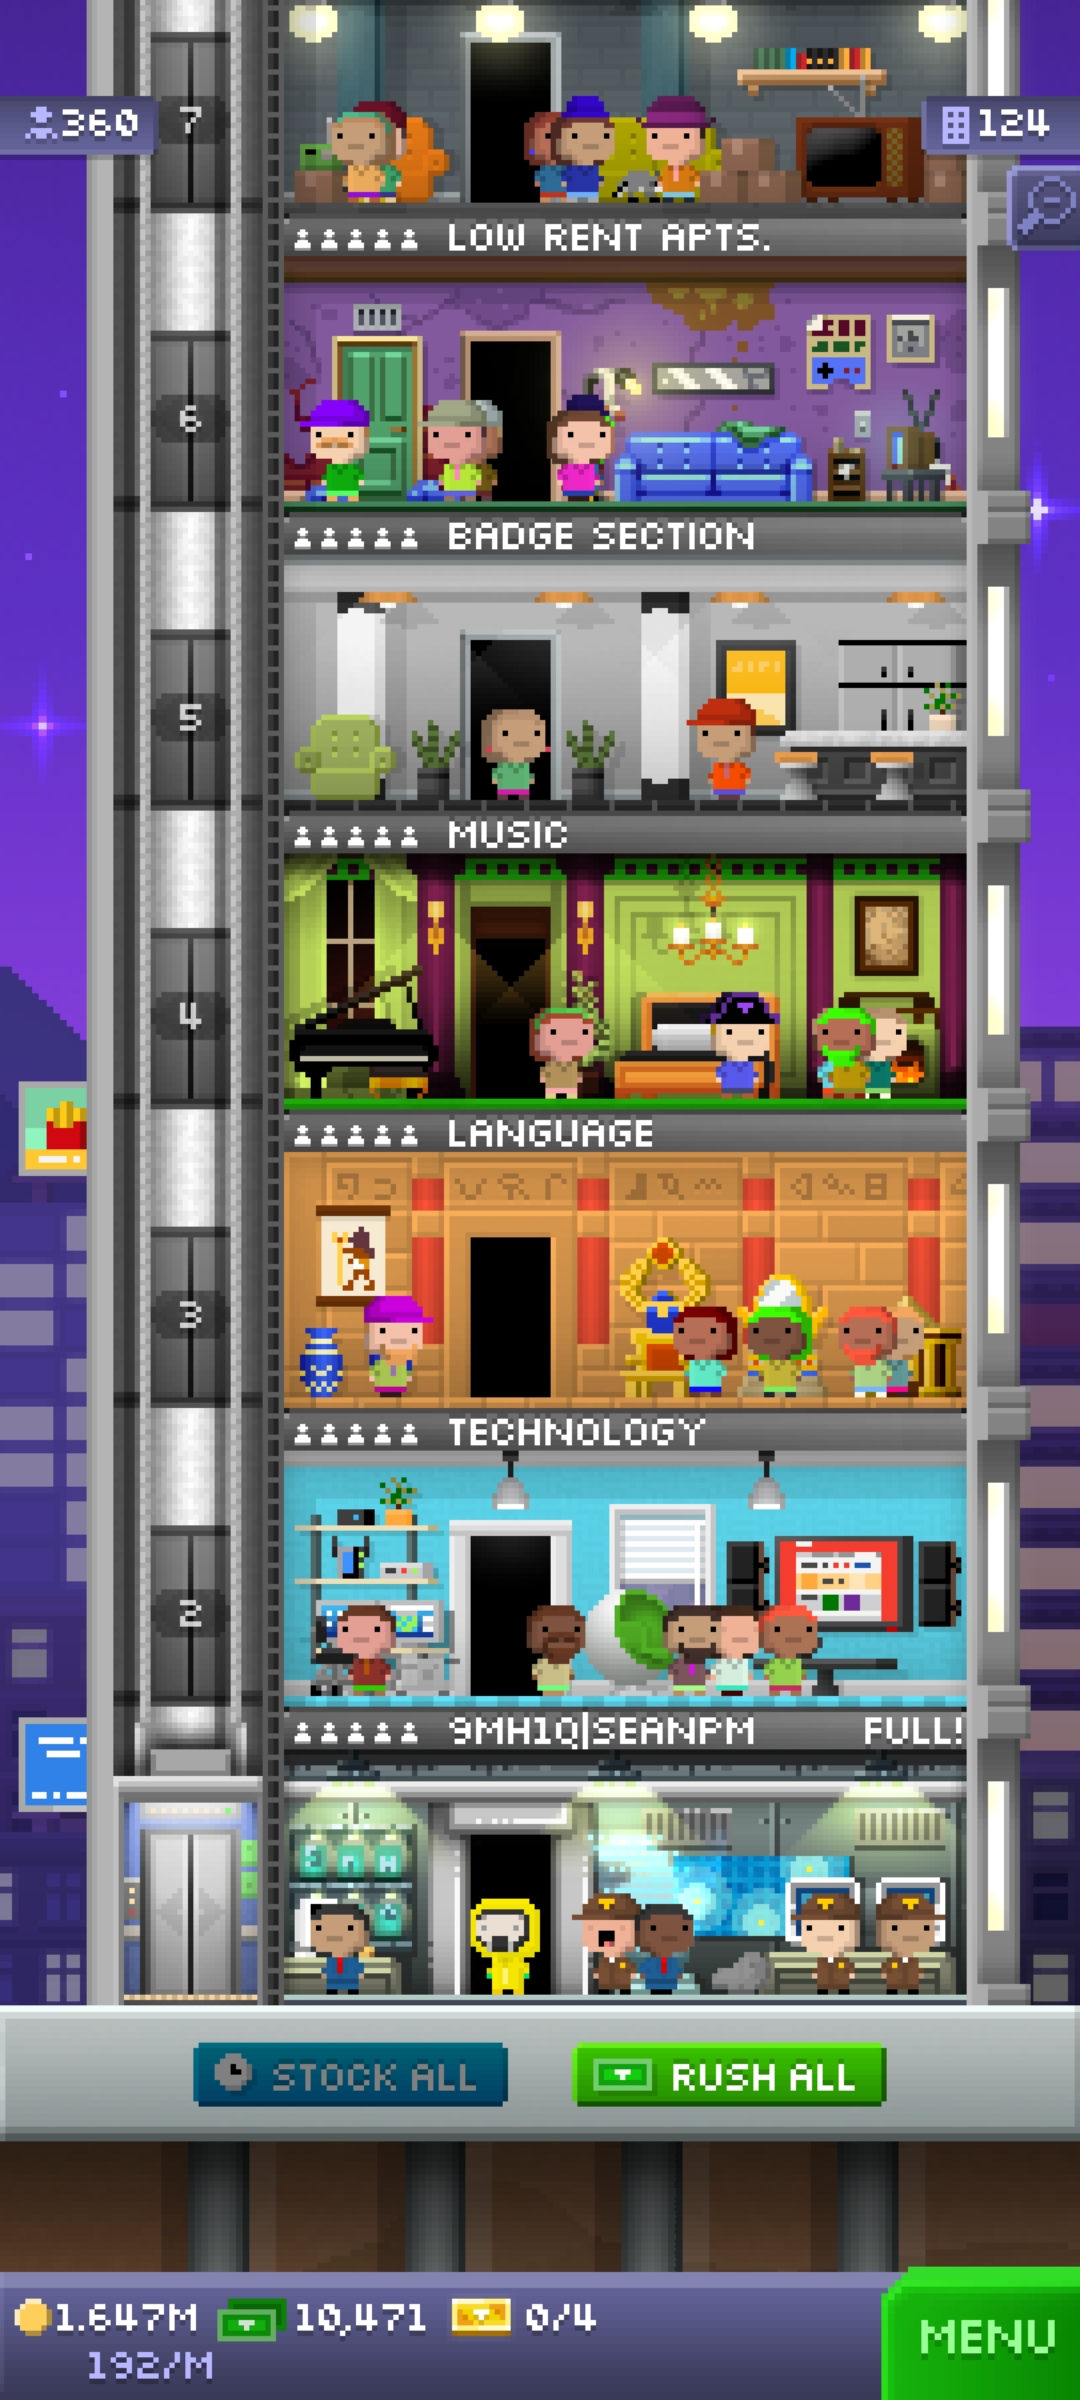 360
7
124
LOW RENT APTS.
6
BADGE SECTION
5
MUSIC
4
LANGUAGE
3
TECHNOLOGY
2
9MH1Q|SEANPM FULL!
STOCK ALL
RUSH ALL
1.647M 10,471 0/4
192/M
MENU